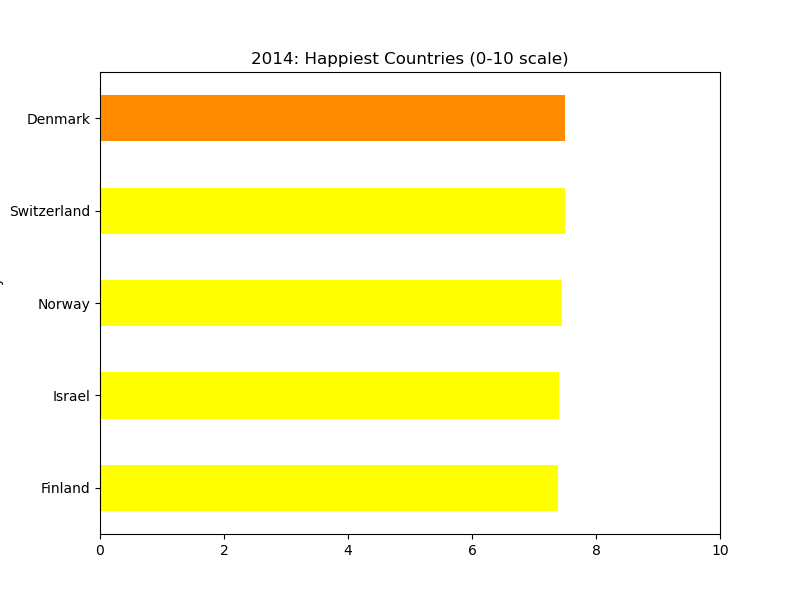 2014: Happiest Countries (0-10 scale)
Denmark
Switzerland
Norway
Israel
Finland
0 2 4 6 8 10